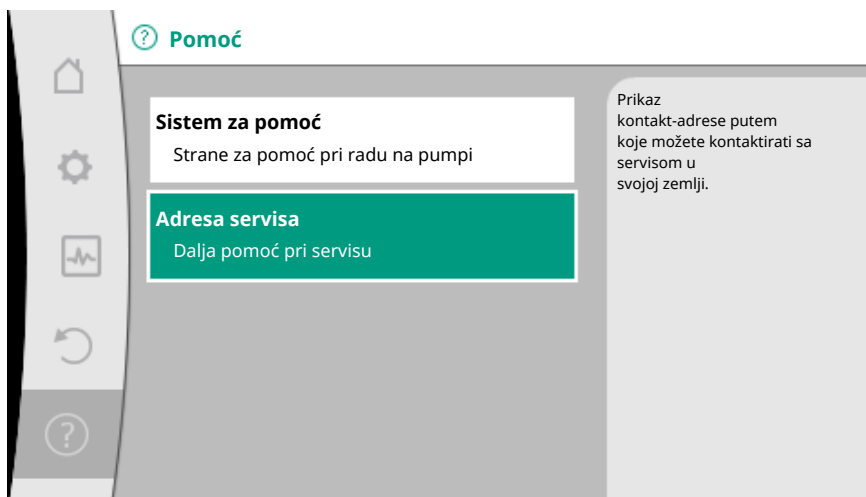 Pomoć
Sistem za pomoć
Strane za pomoć pri radu na pumpi
Adresa servisa
Dalja pomoć pri servisu
Prikaz
kontakt-adrese putem
koje možete kontaktirati sa
servisom u
svojoj zemlji.